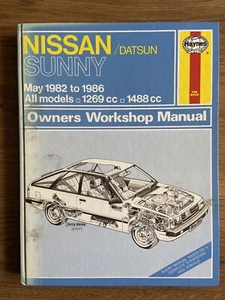 NISSAN/DATSUN
SUNNY
Haynes
May 1982 to 1986
All models □ 1269 cc □ 1488 cc
Owners Workshop Manual